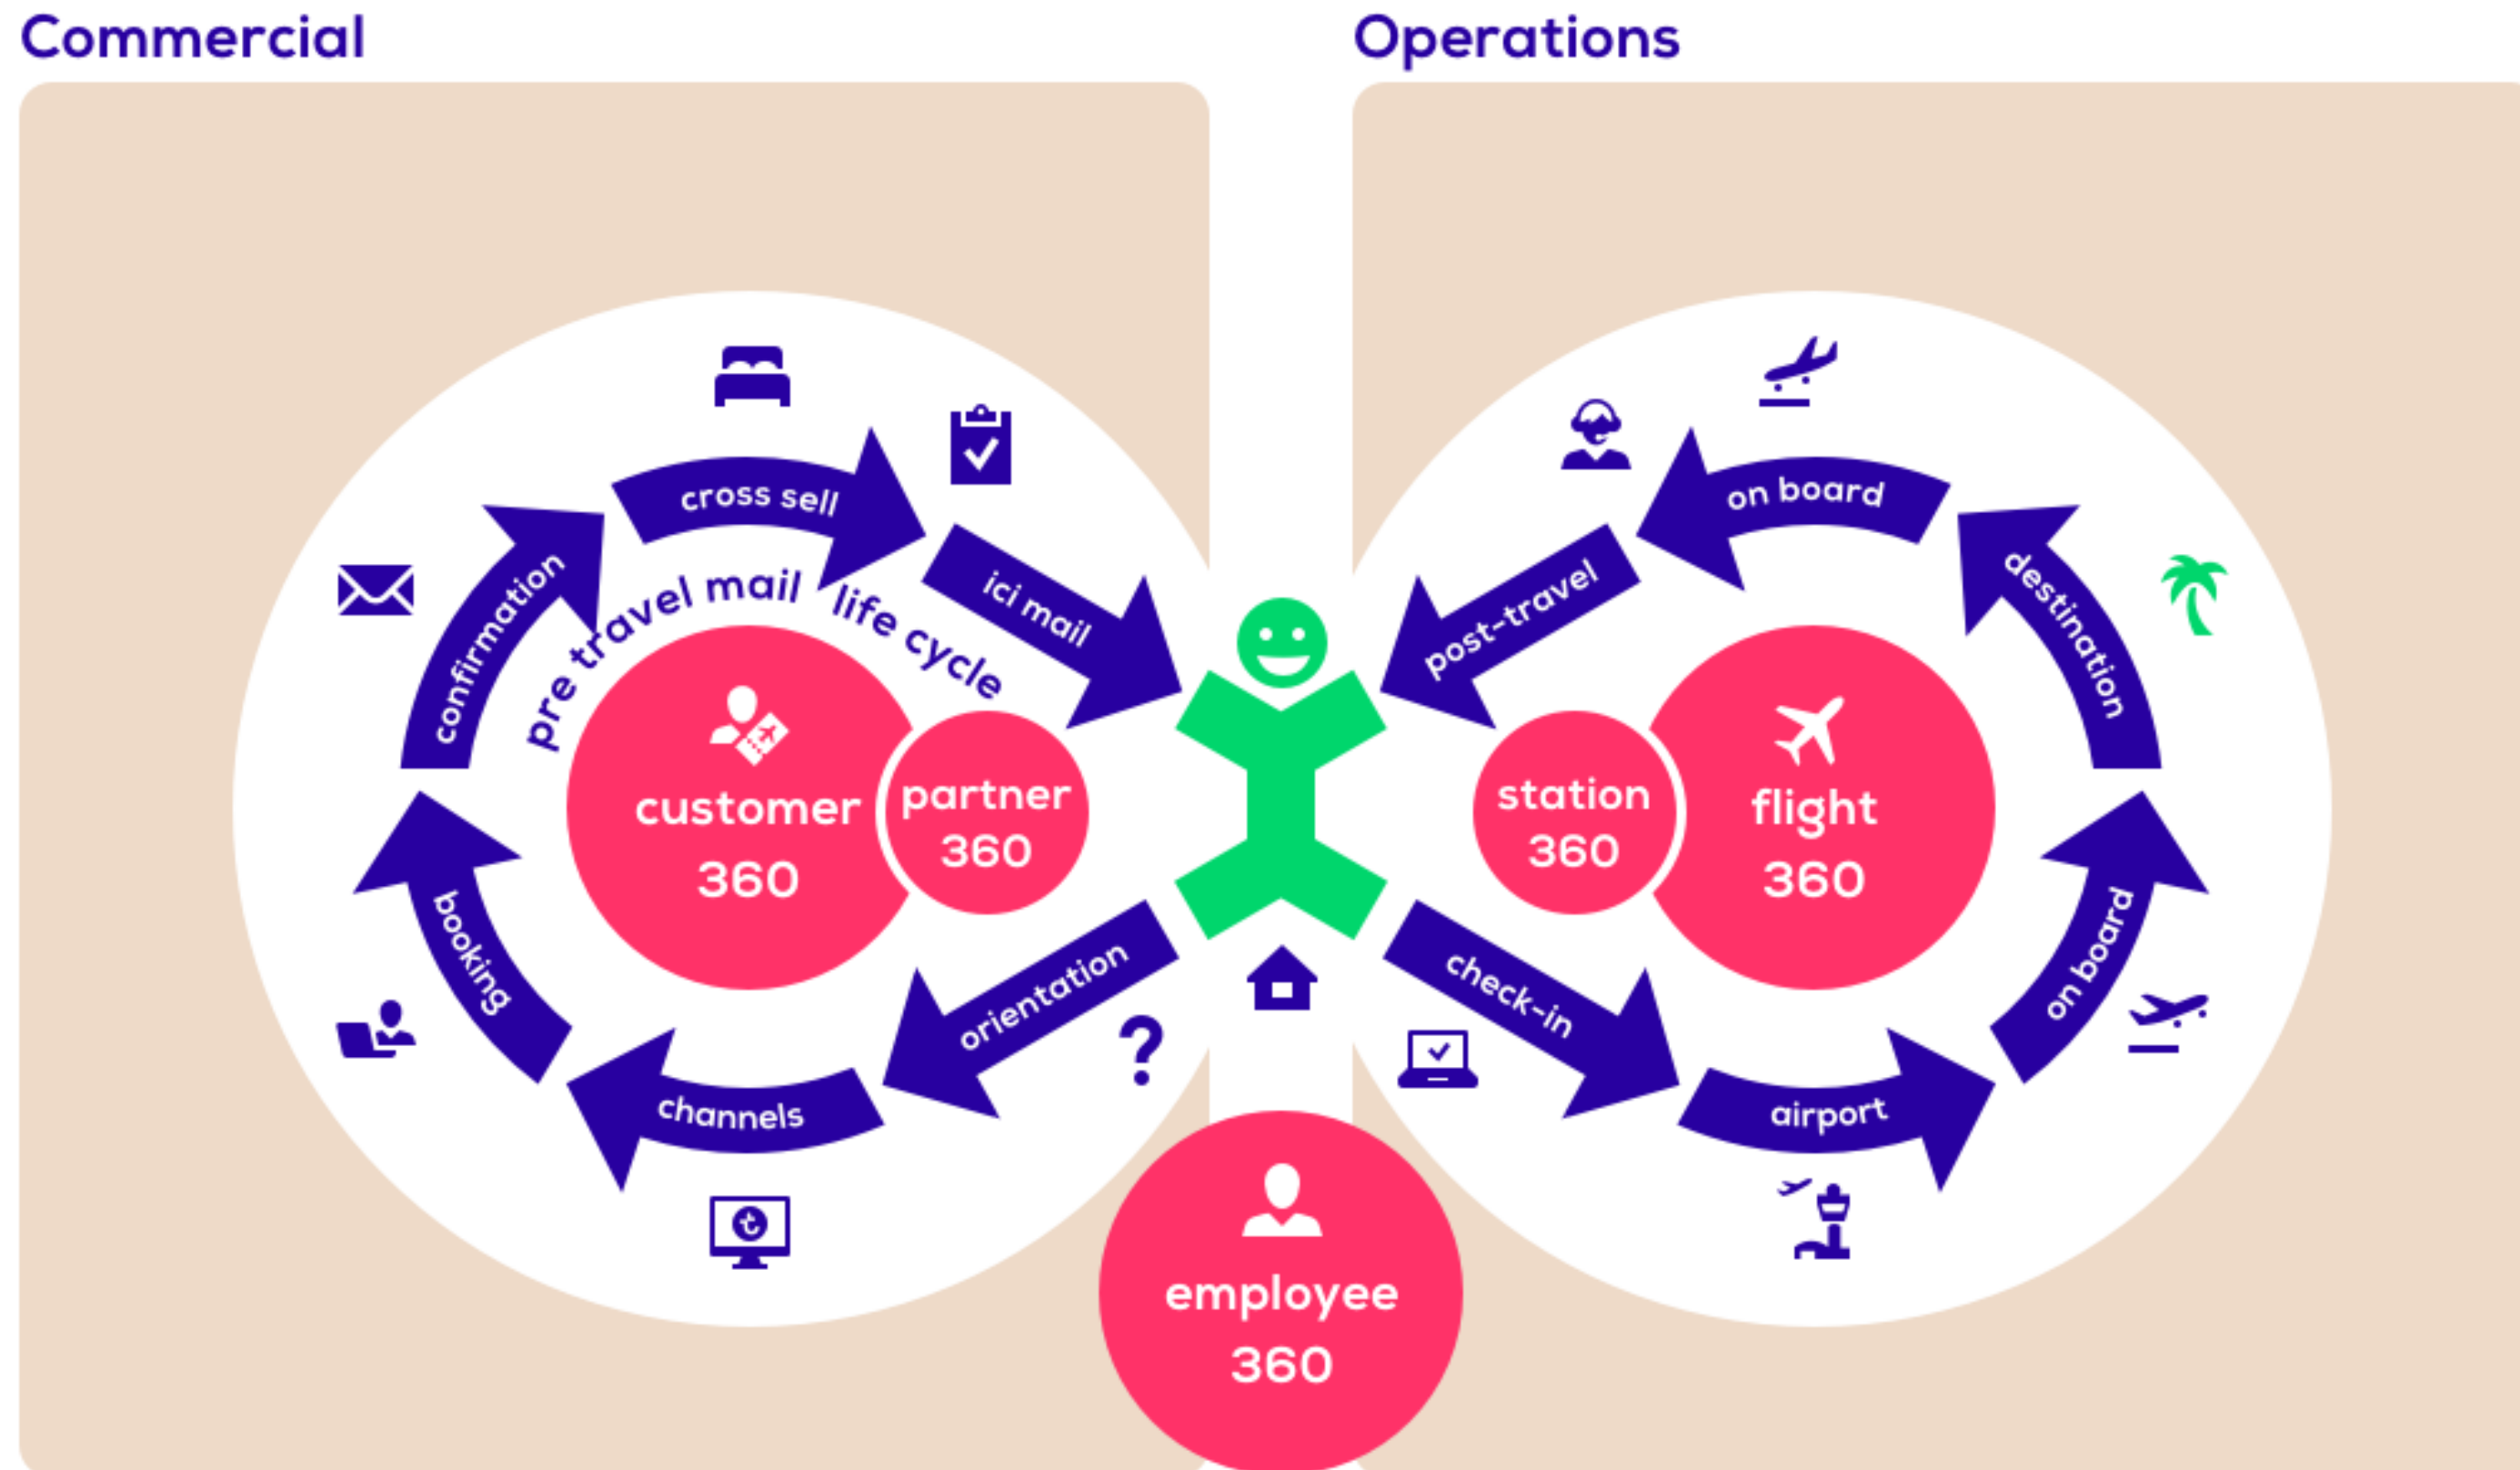 Commercial
Operations
cross sell
ici mail
confirmation
pre travel mail life cycle
customer
360
partner
360
booking
channels
orientation
on board
post-travel
destination
station
360
flight
360
check-in
airport
on board
employee
360
t